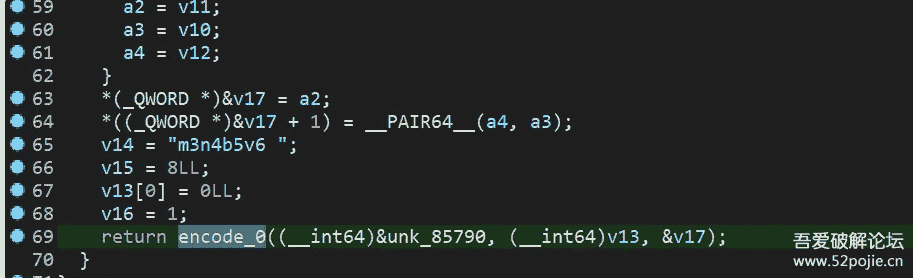 59 a2 = v11;
60 a3 = v10;
61 a4 = v12;
62 }
63 *(_QWORD *)&v17 = a2;
64 *((_QWORD *)&v17 + 1) = __PAIR64__(a4, a3);
65 v14 = "m3n4b5v6 ";
66 v15 = 8LL;
67 v13[0] = 0LL;
68 v16 = 1;
69 return encode_0((__int64)&unk_85790, (__int64)v13, &v17);
70 }
吾爱破解论坛
www.52pojie.cn